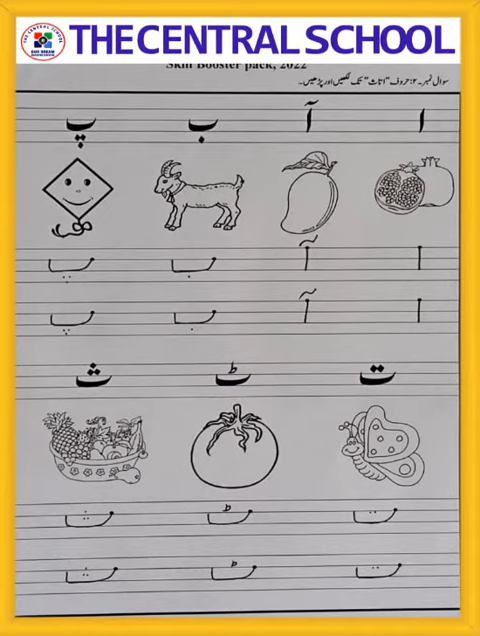 THE CENTRAL SCHOOL
Skill Booster pack, 2022
سوال نمبر۔۲: حروف "ا تا ث" تک لکھیں اور پڑھیں۔
ا آ ب پ
ا آ ب پ
ا آ ب پ
ت ٹ ث
ت ٹ ث
ت ٹ ث